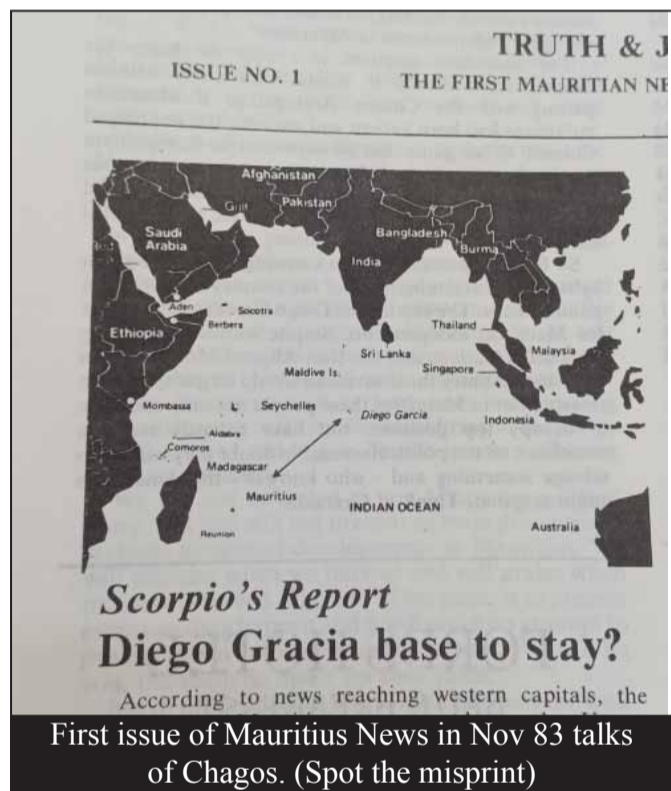 TRUTH & J
ISSUE NO. 1
THE FIRST MAURITIAN NE
Afghanistan
Gulf
Pakistan
Saudi
Arabia
Red
Bangladesh
Burma
India
Aden
Socotra
Berbera
Ethiopia
Thailand
Sri Lanka
Malaysia
Maldive Is.
Singapore
Mombassa
Seychelles
Diego Garcia
Indonesia
Aldabra
Comoros
Madagascar
Mauritius
INDIAN OCEAN
Reunion
Australia
Scorpio's Report
Diego Gracia base to stay?
According to news reaching western capitals, the
First issue of Mauritius News in Nov 83 talks
of Chagos. (Spot the misprint)